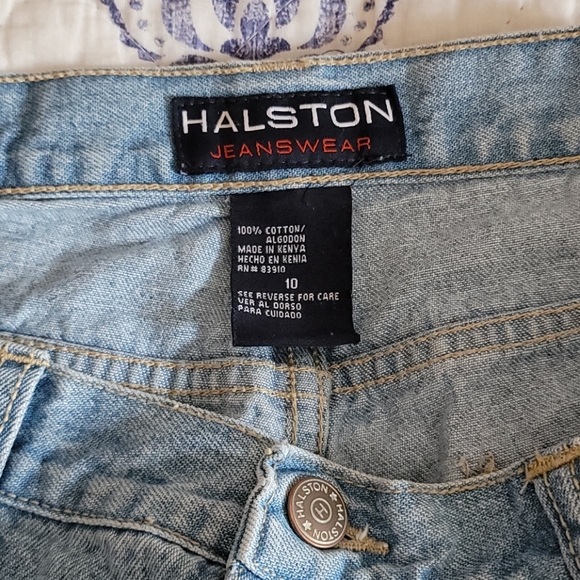 HALSTON
JEANSWEAR
100% COTTON/
ALGODON
MADE IN KENYA
HECHO EN KENIA
RN# 83910
10
SEE REVERSE FOR CARE
VER AL DORSO
PARA CUIDADO
HALSTON ★ HALSTON ★
H